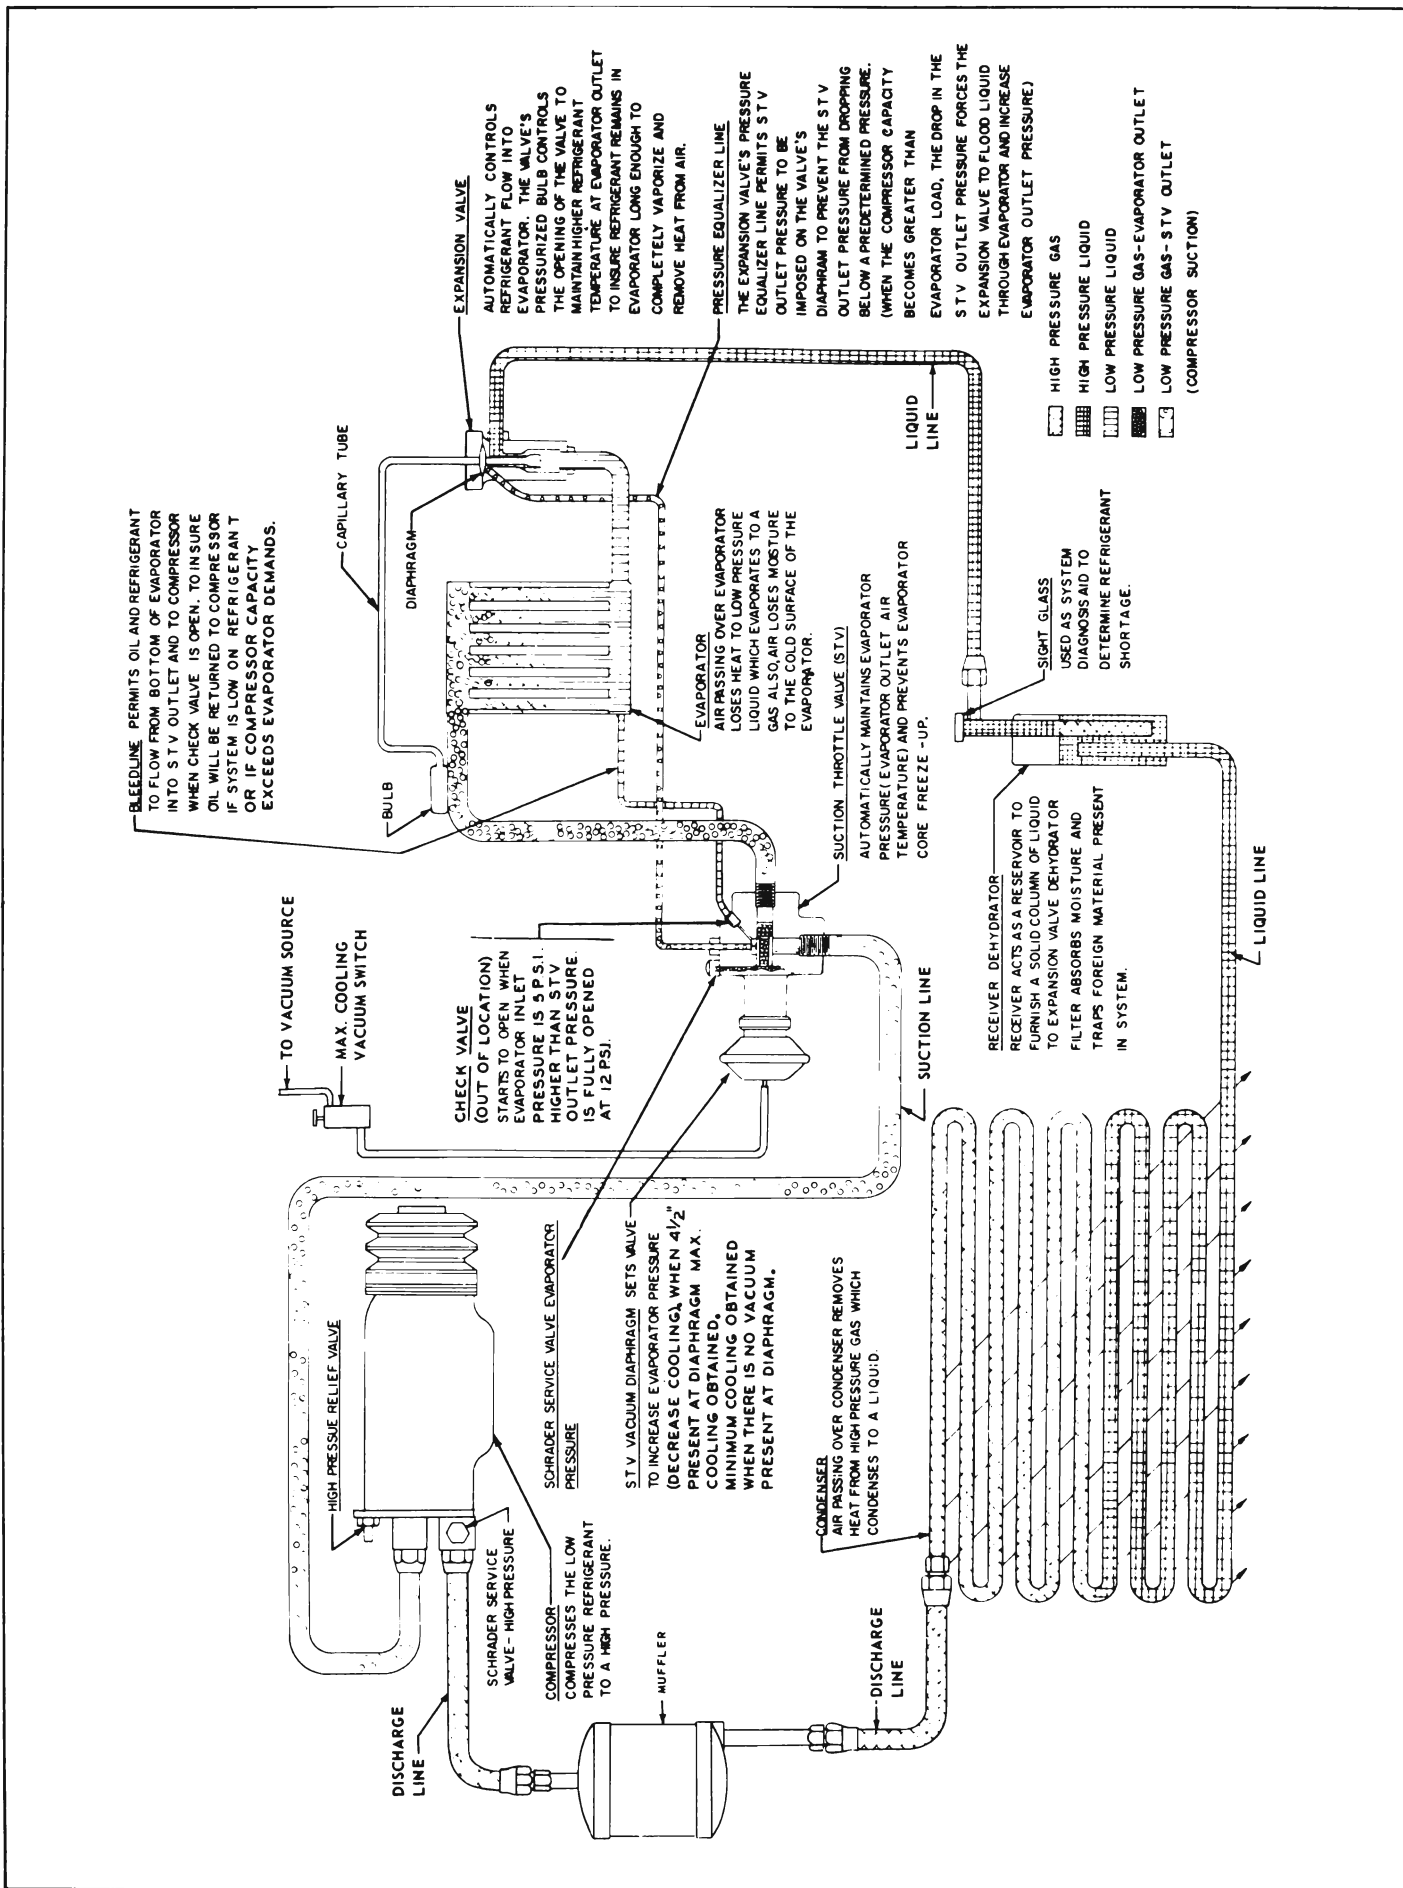 BLEEDLINE PERMITS OIL AND REFRIGERANT
TO FLOW FROM BOTTOM OF EVAPORATOR
INTO S T V OUTLET AND TO COMPRESSOR
WHEN CHECK VALVE IS OPEN. TO INSURE
OIL WILL BE RETURNED TO COMPRESSOR
IF SYSTEM IS LOW ON REFRIGERANT
OR IF COMPRESSOR CAPACITY
EXCEEDS EVAPORATOR DEMANDS.
CAPILLARY TUBE
DIAPHRAGM
BULB
EXPANSION VALVE
AUTOMATICALLY CONTROLS
REFRIGERANT FLOW INTO
EVAPORATOR. THE VALVE'S
PRESSURIZED BULB CONTROLS
THE OPENING OF THE VALVE TO
MAINTAIN HIGHER REFRIGERANT
TEMPERATURE AT EVAPORATOR OUTLET
TO INSURE REFRIGERANT REMAINS IN
EVAPORATOR LONG ENOUGH TO
COMPLETELY VAPORIZE AND
REMOVE HEAT FROM AIR.
PRESSURE EQUALIZER LINE
THE EXPANSION VALVE'S PRESSURE
EQUALIZER LINE PERMITS S T V
OUTLET PRESSURE TO BE
IMPOSED ON THE VALVE'S
DIAPHRAM TO PREVENT THE S T V
OUTLET PRESSURE FROM DROPPING
BELOW A PREDETERMINED PRESSURE.
(WHEN THE COMPRESSOR CAPACITY
BECOMES GREATER THAN
EVAPORATOR LOAD, THE DROP IN THE
S T V OUTLET PRESSURE FORCES THE
EXPANSION VALVE TO FLOOD LIQUID
THROUGH EVAPORATOR AND INCREASE
EVAPORATOR OUTLET PRESSURE)
TO VACUUM SOURCE
MAX. COOLING
VACUUM SWITCH
CHECK VALVE
(OUT OF LOCATION)
STARTS TO OPEN WHEN
EVAPORATOR INLET
PRESSURE IS 5 P.S.I.
HIGHER THAN STV
OUTLET PRESSURE.
IS FULLY OPENED
AT 12 PSI.
EVAPORATOR
AIR PASSING OVER EVAPORATOR
LOSES HEAT TO LOW PRESSURE
LIQUID WHICH EVAPORATES TO A
GAS ALSO, AIR LOSES MOISTURE
TO THE COLD SURFACE OF THE
EVAPORATOR.
SUCTION THROTTLE VALVE (STV)
AUTOMATICALLY MAINTAINS EVAPORATOR
PRESSURE (EVAPORATOR OUTLET AIR
TEMPERATURE) AND PREVENTS EVAPORATOR
CORE FREEZE-UP.
LIQUID
LINE
HIGH PRESSURE GAS
HIGH PRESSURE LIQUID
LOW PRESSURE LIQUID
LOW PRESSURE GAS-EVAPORATOR OUTLET
LOW PRESSURE GAS- S T V OUTLET
(COMPRESSOR SUCTION)
HIGH PRESSURE RELIEF VALVE
SCHRADER SERVICE
VALVE - HIGH PRESSURE
COMPRESSOR
COMPRESSES THE LOW
PRESSURE REFRIGERANT
TO A HIGH PRESSURE.
SCHRADER SERVICE VALVE EVAPORATOR
PRESSURE
S T V VACUUM DIAPHRAGM SETS VALVE
TO INCREASE EVAPORATOR PRESSURE
(DECREASE COOLING), WHEN 4½"
PRESENT AT DIAPHRAGM MAX.
COOLING OBTAINED.
MINIMUM COOLING OBTAINED
WHEN THERE IS NO VACUUM
PRESENT AT DIAPHRAGM.
SUCTION LINE
SIGHT GLASS
USED AS SYSTEM
DIAGNOSIS AID TO
DETERMINE REFRIGERANT
SHORTAGE.
RECEIVER DEHYDRATOR
RECEIVER ACTS AS A RESERVOIR TO
FURNISH A SOLID COLUMN OF LIQUID
TO EXPANSION VALVE DEHYDRATOR
FILTER ABSORBS MOISTURE AND
TRAPS FOREIGN MATERIAL PRESENT
IN SYSTEM.
DISCHARGE
LINE
MUFFLER
DISCHARGE
LINE
CONDENSER
AIR PASSING OVER CONDENSER REMOVES
HEAT FROM HIGH PRESSURE GAS WHICH
CONDENSES TO A LIQUID.
LIQUID LINE